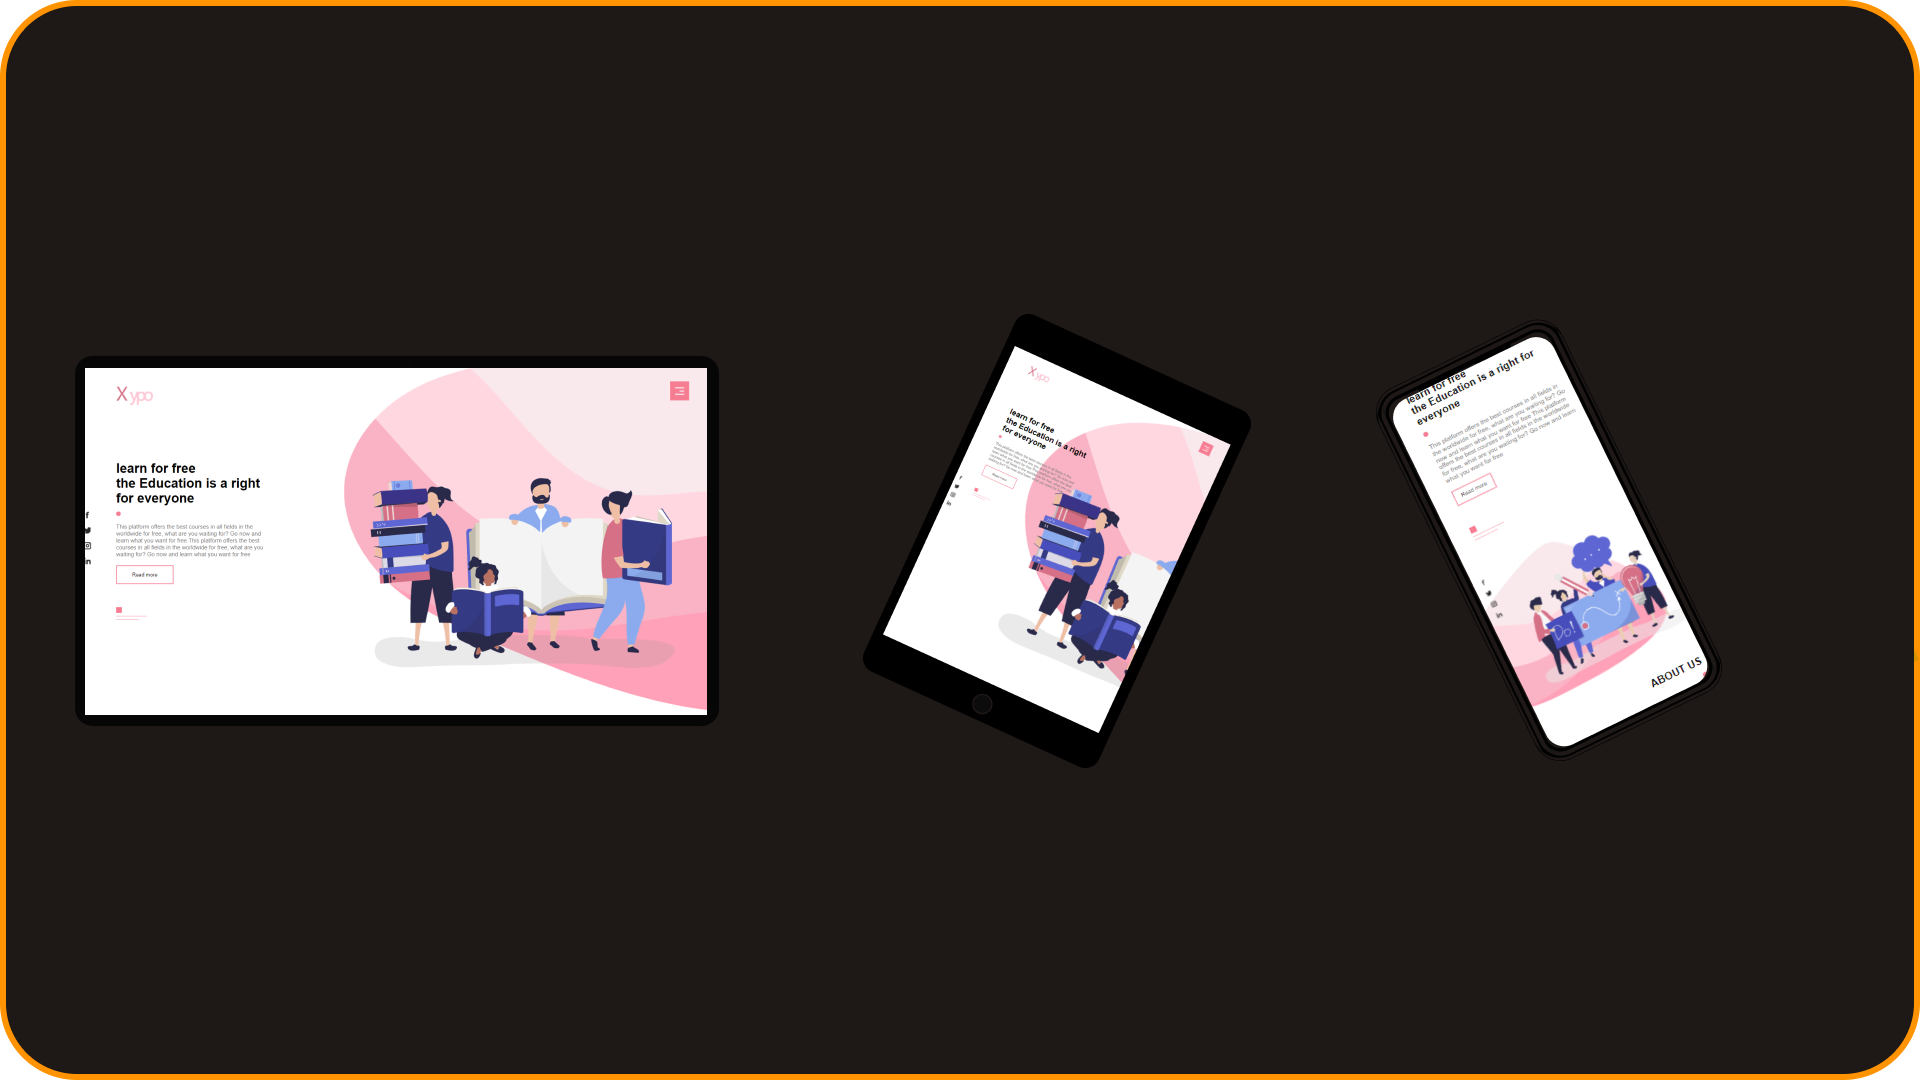 X ypo
learn for free
the Education is a right
for everyone
This platform offers the best courses in all fields in the
worldwide for free, what are you waiting for? Go now and
learn what you want for free This platform offers the best
courses in all fields in the worldwide for free, what are you
waiting for? Go now and learn what you want for free
Read more
X ypo
learn for free
the Education is a right
for everyone
Read more
learn for free
the Education is a right for
everyone
This platform offers the best courses in all fields in
the worldwide for free, what are you waiting for? Go
now and learn what you want for free This platform
offers the best courses in all fields in the worldwide
for free, what are you waiting for? Go now and learn
what you want for free
Read more
Do!
ABOUT US